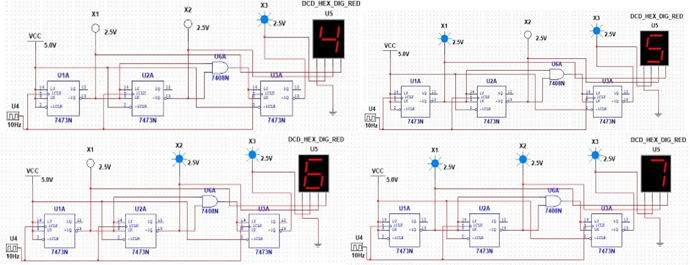 X1
2.5V
X2
2.5V
X3
2.5V
DCD_HEX_DIG_RED
U5
4
VCC
5.0V
U6A
7408N
U1A
7473N
U2A
7473N
U3A
7473N
U4
10Hz
X1
2.5V
X2
2.5V
X3
2.5V
DCD_HEX_DIG_RED
U5
5
VCC
5.0V
U6A
7408N
U1A
7473N
U2A
7473N
U3A
7473N
U4
10Hz
X1
2.5V
X2
2.5V
X3
2.5V
DCD_HEX_DIG_RED
U5
6
VCC
5.0V
U6A
7408N
U1A
7473N
U2A
7473N
U3A
7473N
U4
10Hz
X1
2.5V
X2
2.5V
X3
2.5V
DCD_HEX_DIG_RED
U5
7
VCC
5.0V
U6A
7408N
U1A
7473N
U2A
7473N
U3A
7473N
U4
10Hz